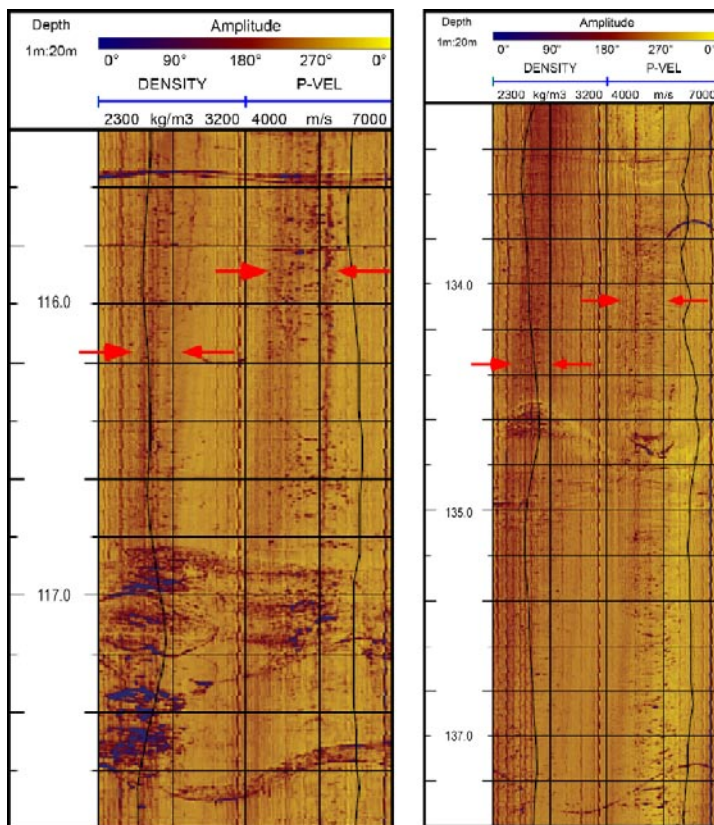 Depth
Amplitude
1m:20m
0° 90° 180° 270° 0°
DENSITY P-VEL
2300 kg/m3 3200 4000 m/s 7000
116.0
117.0
Depth
Amplitude
1m:20m
0° 90° 180° 270° 0°
DENSITY P-VEL
2300 kg/m3 3200 4000 m/s 7000
134.0
135.0
137.0